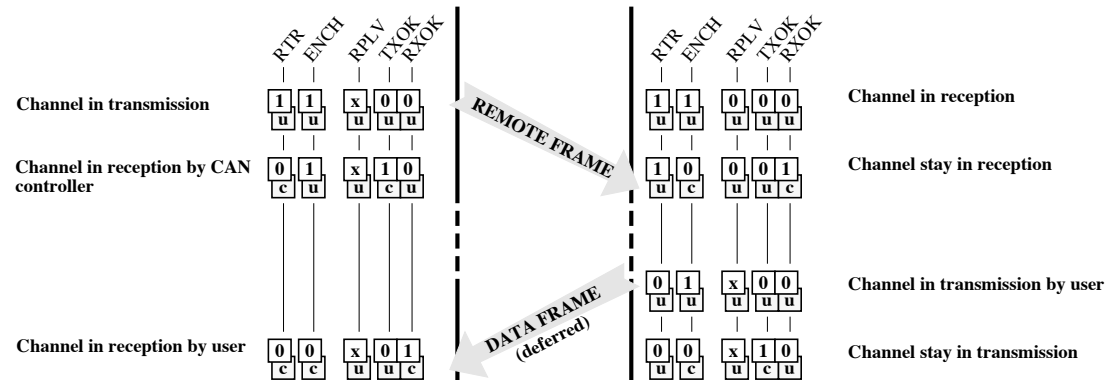 RTR ENCH RPLV TXOK RXOK RTR ENCH RPLV TXOK RXOK
Channel in transmission 1 1 x 0 0 REMOTE FRAME 1 1 0 0 0 Channel in reception
u u u u u u u u u u
Channel in reception by CAN
controller
0 1 x 1 0 1 0 0 0 1 Channel stay in reception
c u u c u u c u u c
DATA FRAME
(deferred)
0 1 x 0 0 Channel in transmission by user
u u u u u
Channel in reception by user 0 0 x 0 1 0 0 x 1 0 Channel stay in transmission
c c u u c u c u c u